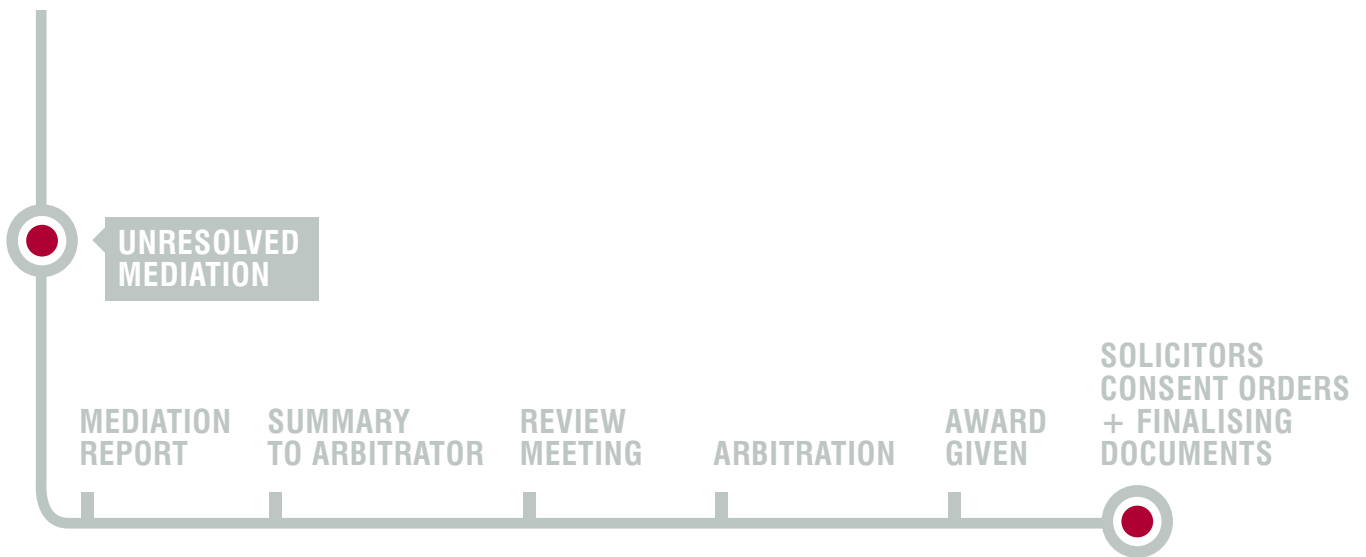 UNRESOLVED
MEDIATION
MEDIATION
REPORT
SUMMARY
TO ARBITRATOR
REVIEW
MEETING
ARBITRATION
AWARD
GIVEN
SOLICITORS
CONSENT ORDERS
+ FINALISING
DOCUMENTS